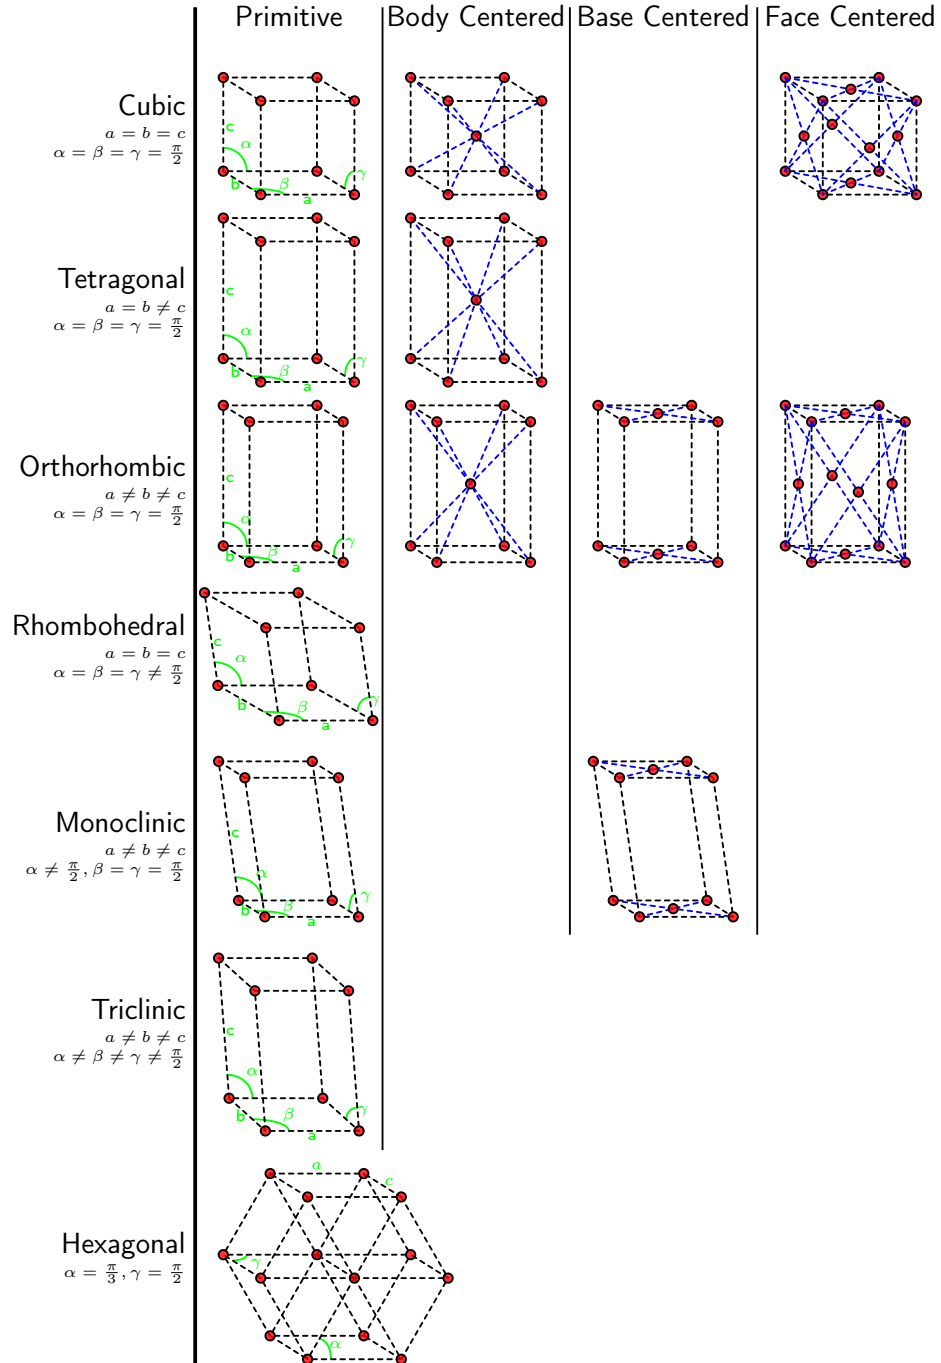 Primitive Body Centered Base Centered Face Centered
Cubic
a = b = c
α = β = γ = π/2
c
α
b
β
a
γ
Tetragonal
a = b ≠ c
α = β = γ = π/2
c
α
b
β
a
γ
Orthorhombic
a ≠ b ≠ c
α = β = γ = π/2
c
α
b
β
a
γ
Rhombohedral
a = b = c
α = β = γ ≠ π/2
c
α
b
β
a
γ
Monoclinic
a ≠ b ≠ c
α ≠ π/2, β = γ = π/2
c
α
b
β
a
γ
Triclinic
a ≠ b ≠ c
α ≠ β ≠ γ ≠ π/2
c
α
b
β
a
γ
Hexagonal
α = π/3, γ = π/2
a
c
γ
α